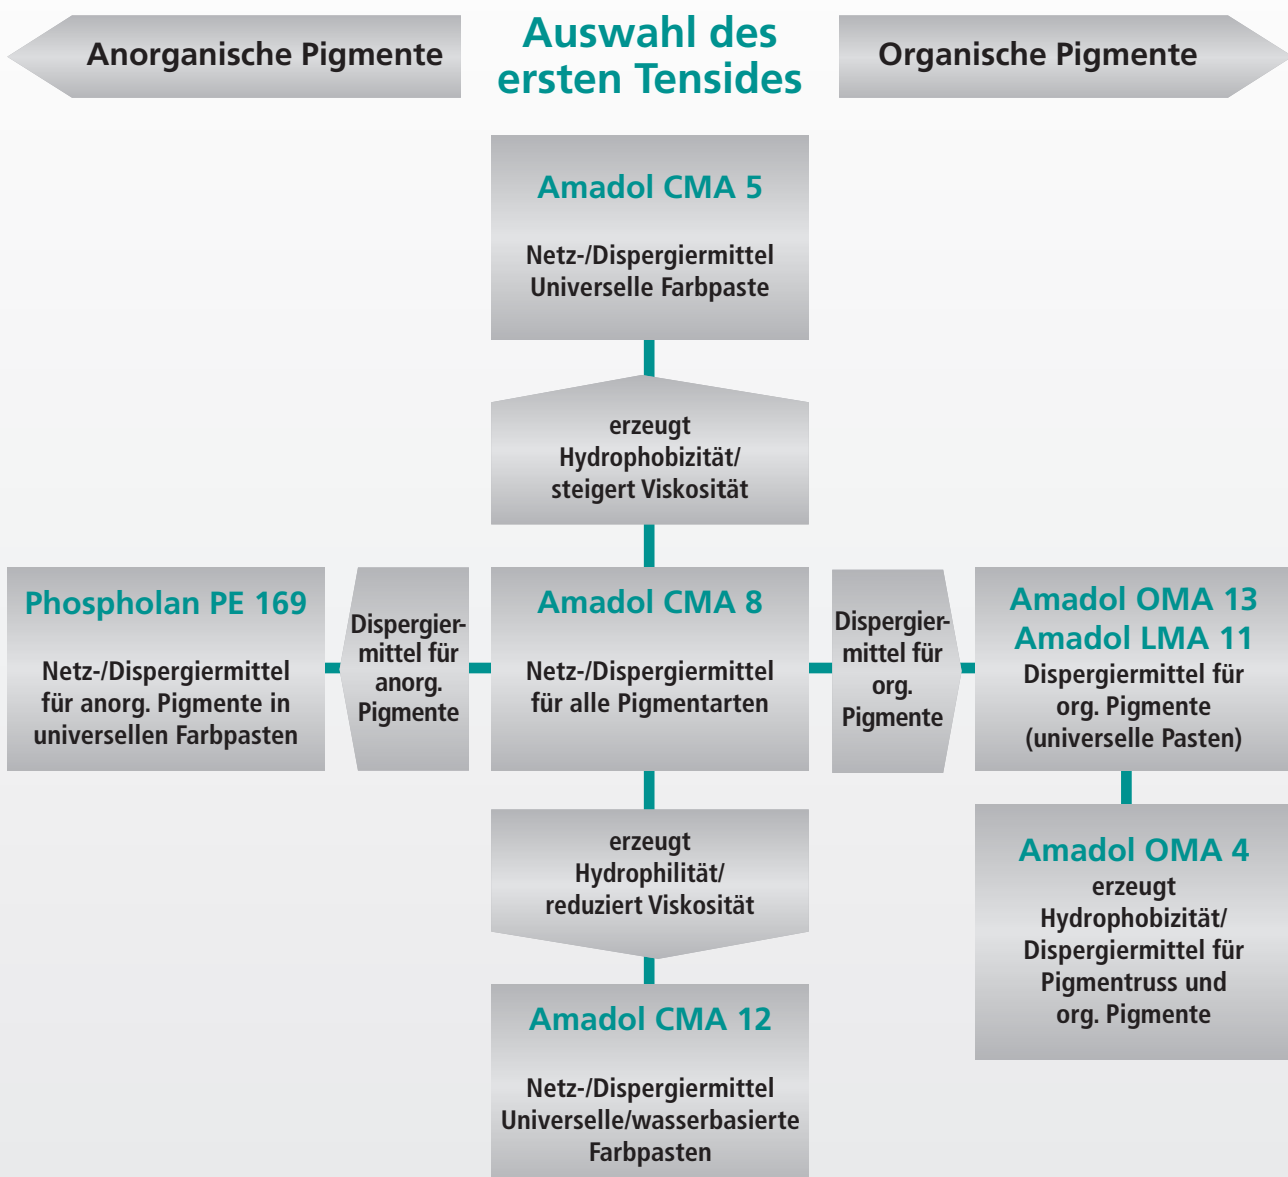 Anorganische Pigmente
Auswahl des
ersten Tensides
Organische Pigmente
Amadol CMA 5
Netz-/Dispergiermittel
Universelle Farbpaste
erzeugt
Hydrophobizität/
steigert Viskosität
Phospholan PE 169
Netz-/Dispergiermittel
für anorg. Pigmente in
universellen Farbpasten
Dispergier-
mittel für
anorg.
Pigmente
Amadol CMA 8
Netz-/Dispergiermittel
für alle Pigmentarten
Dispergier-
mittel für
org.
Pigmente
Amadol OMA 13
Amadol LMA 11
Dispergiermittel für
org. Pigmente
(universelle Pasten)
erzeugt
Hydrophilität/
reduziert Viskosität
Amadol OMA 4
erzeugt
Hydrophobizität/
Dispergiermittel für
Pigmentruss und
org. Pigmente
Amadol CMA 12
Netz-/Dispergiermittel
Universelle/wasserbasierte
Farbpasten